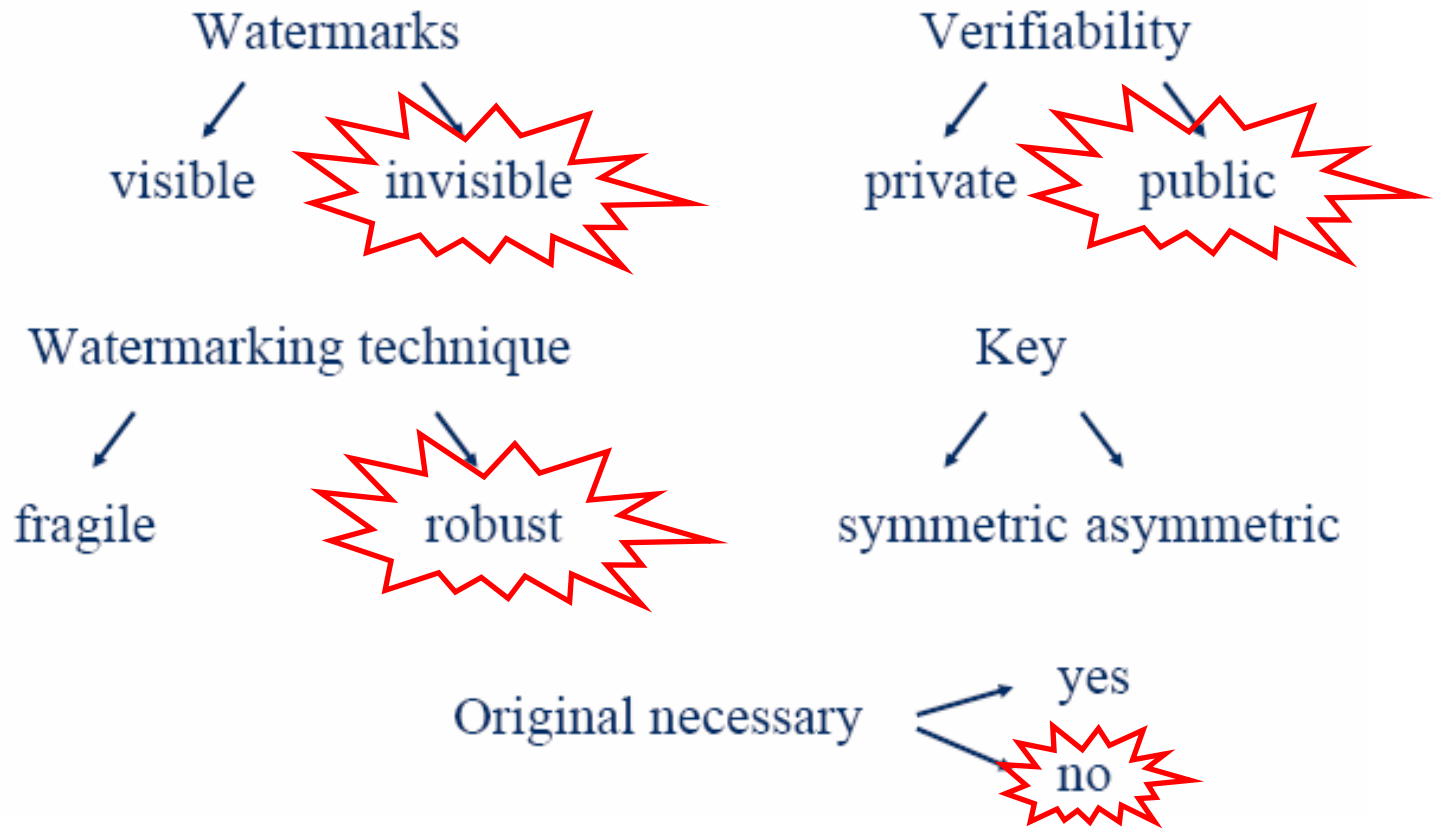 Watermarks
visible invisible
Verifiability
private public
Watermarking technique
fragile robust
Key
symmetric asymmetric
Original necessary
yes
no